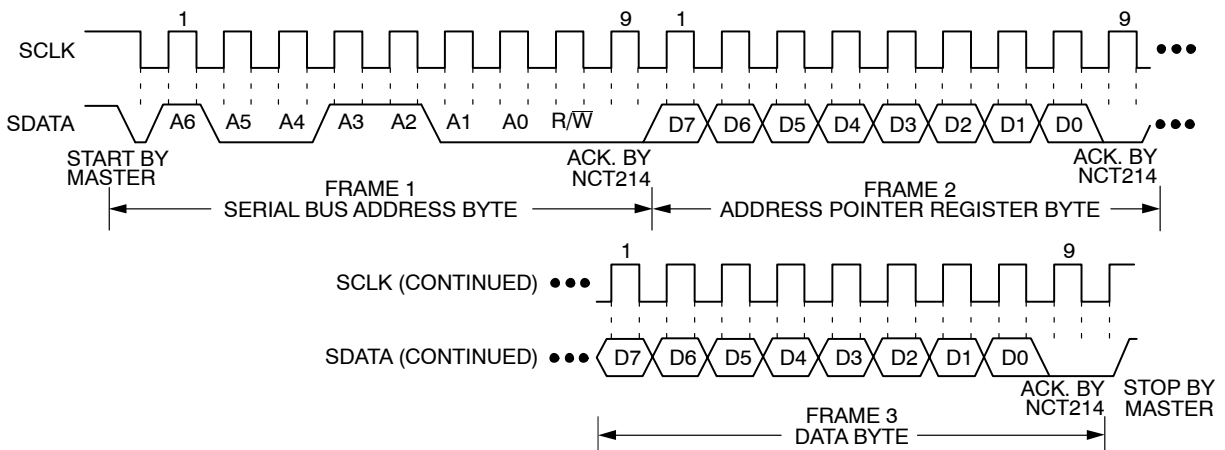 1 9 1 9
SCLK
SDATA A6 A5 A4 A3 A2 A1 A0 R/W̅ D7 D6 D5 D4 D3 D2 D1 D0
START BY
MASTER
ACK. BY
NCT214
ACK. BY
NCT214
FRAME 1
SERIAL BUS ADDRESS BYTE
FRAME 2
ADDRESS POINTER REGISTER BYTE
1 9
SCLK (CONTINUED)
SDATA (CONTINUED) D7 D6 D5 D4 D3 D2 D1 D0
ACK. BY
NCT214
STOP BY
MASTER
FRAME 3
DATA BYTE